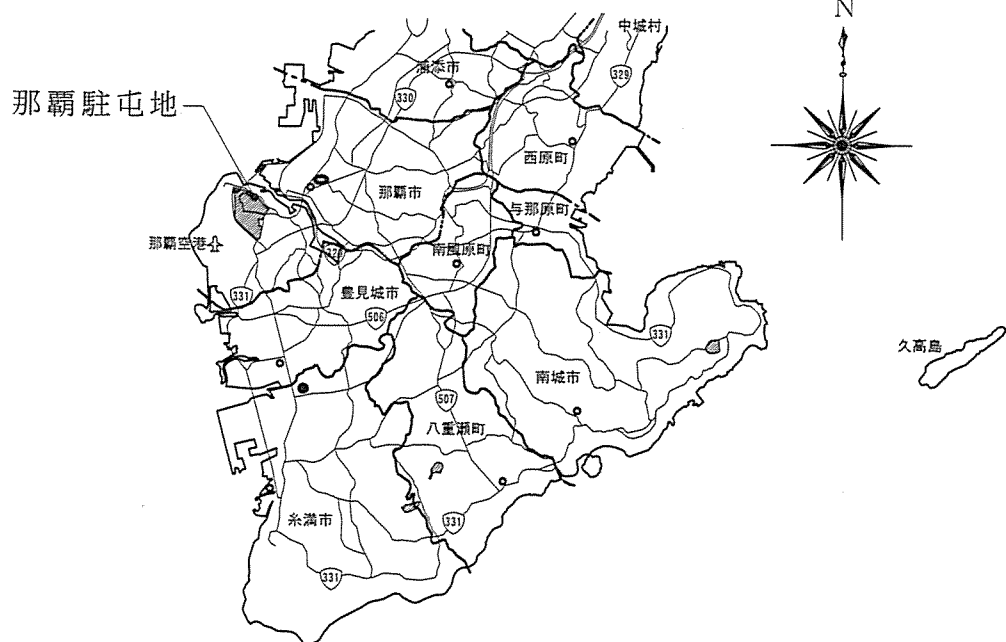 N
中城村
浦添市
329
330
那覇駐屯地
西原町
那覇市
与那原町
那覇空港
南風原町
329
331
豊見城市
506
331
久高島
南城市
507
八重瀬町
糸満市
331
331